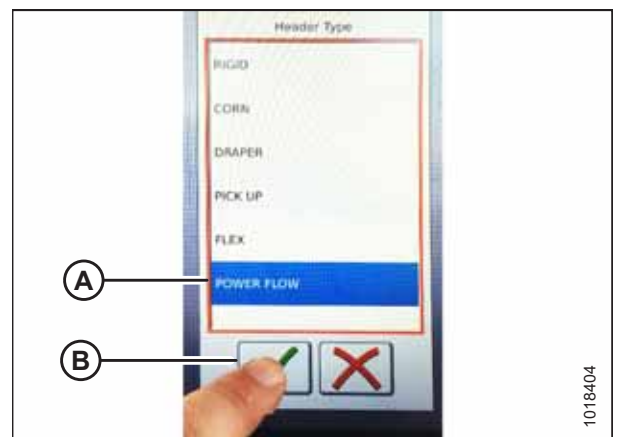 Header Type
RIGID
CORN
DRAPER
PICK UP
FLEX
A
POWER FLOW
B
1018404